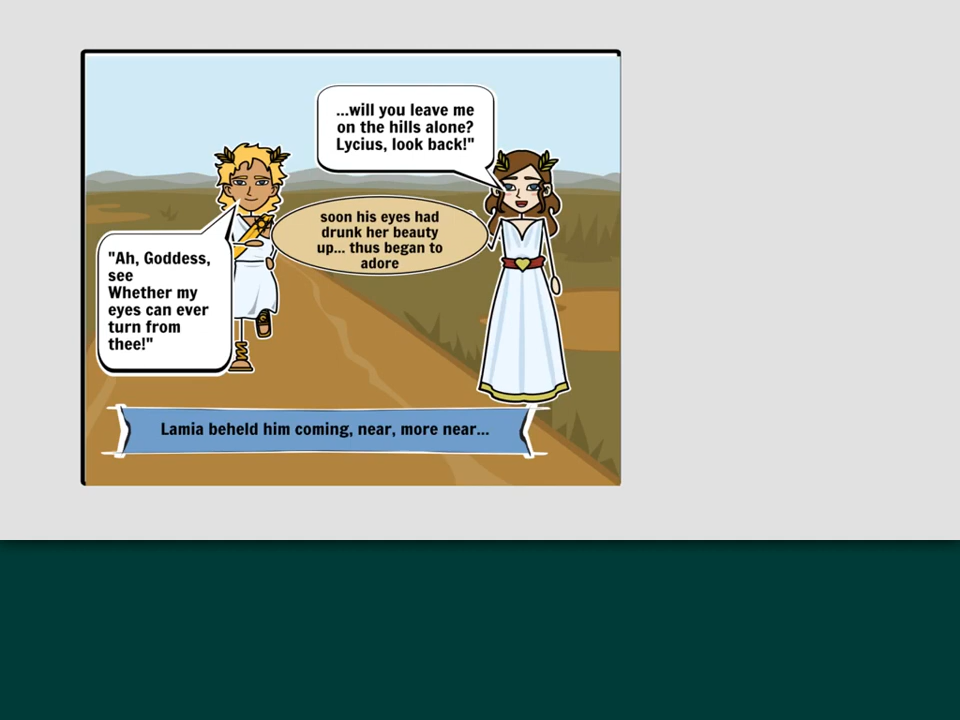 ...will you leave me
on the hills alone?
Lycius, look back!"
soon his eyes had
drunk her beauty
up... thus began to
adore
"Ah, Goddess,
see
Whether my
eyes can ever
turn from
thee!"
Lamia beheld him coming, near, more near...